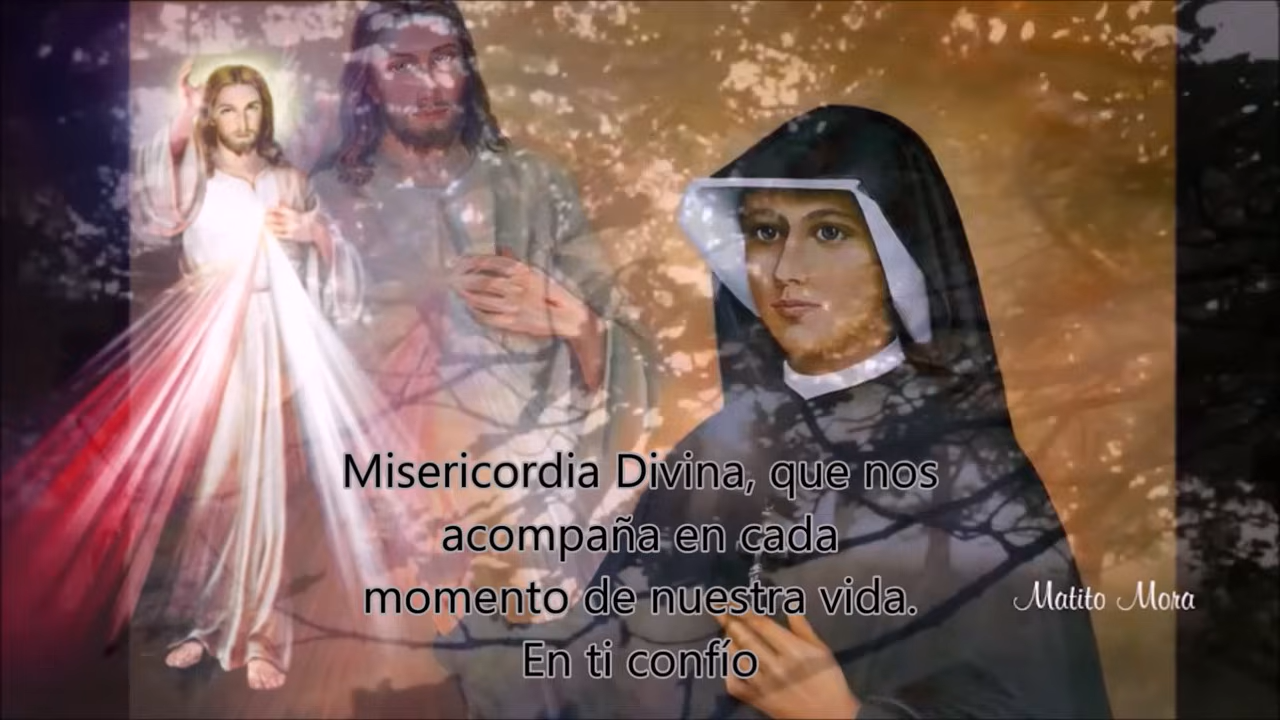 Misericordia Divina, que nos
acompaña en cada
momento de nuestra vida.
En ti confío
Matito Mora